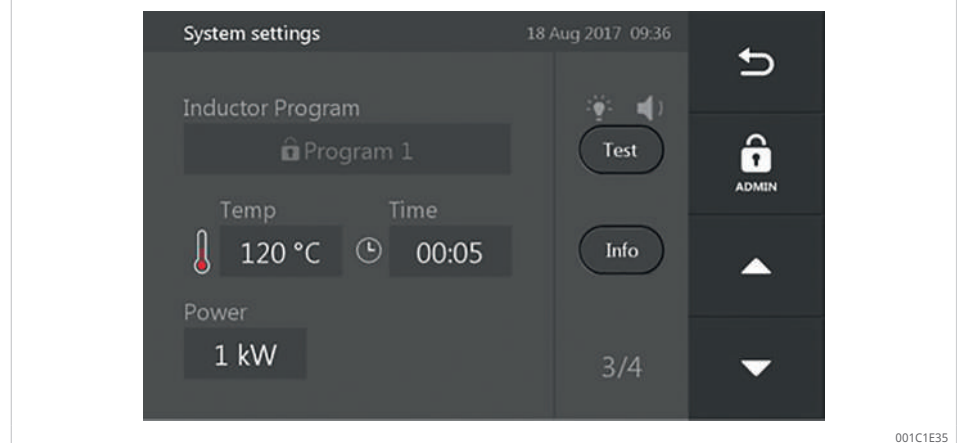 System settings 18 Aug 2017 09:36
Inductor Program
Program 1
Test
ADMIN
Temp Time
120 °C 00:05
Info
Power
1 kW
3/4
001C1E35